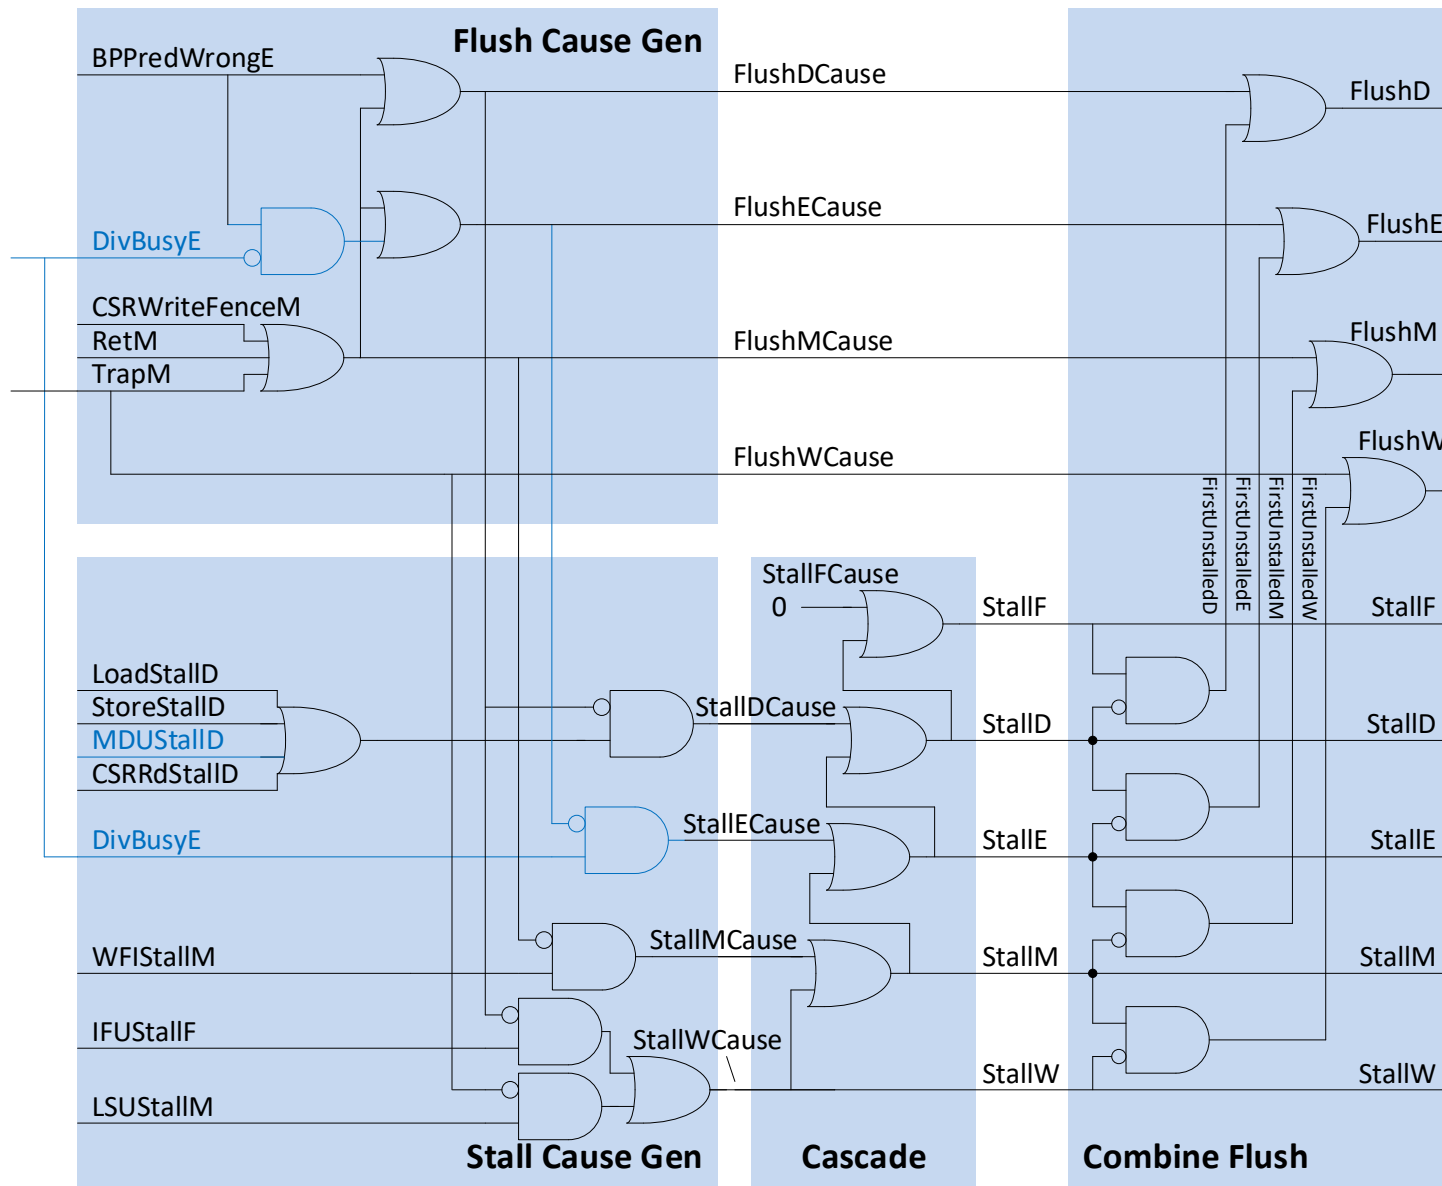 Flush Cause Gen
BPPredWrongE
FlushDCause
FlushD
FlushECause
FlushE
DivBusyE
CSRWriteFenceM
RetM
TrapM
FlushMCause
FlushM
FlushWCause
FlushW
FirstUnstalledD
FirstUnstalledE
FirstUnstalledM
FirstUnstalledW
StallFCause
0
StallF
StallF
LoadStallD
StoreStallD
MDUStallD
CSRRdStallD
StallDCause
StallD
StallD
DivBusyE
StallECause
StallE
StallE
WFIStallM
StallMCause
StallM
StallM
IFUStallF
StallWCause
StallW
StallW
LSUStallM
Stall Cause Gen
Cascade
Combine Flush